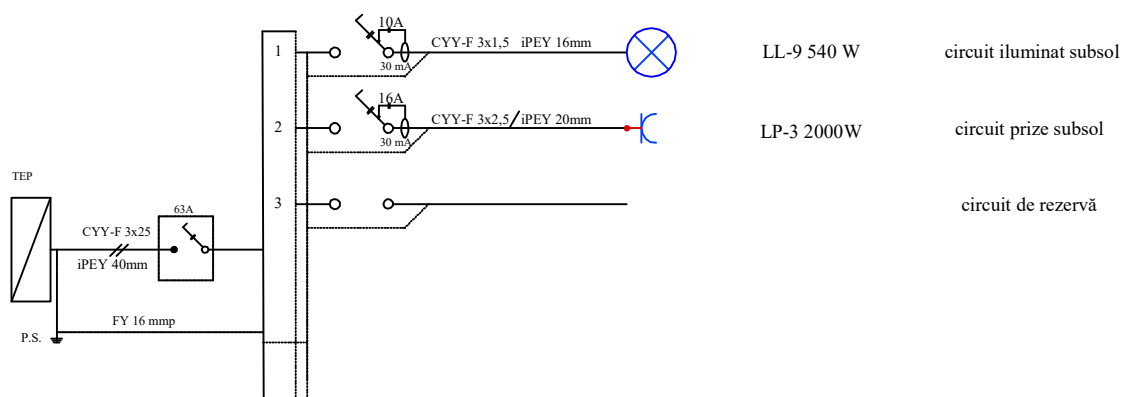 10A
1 CYY-F 3x1,5 iPEY 16mm LL-9 540 W circuit iluminat subsol
30 mA
16A
2 CYY-F 3x2,5 iPEY 20mm LP-3 2000W circuit prize subsol
30 mA
TEP
3 circuit de rezervă
63A
CYY-F 3x25
iPEY 40mm
FY 16 mmp
P.S.